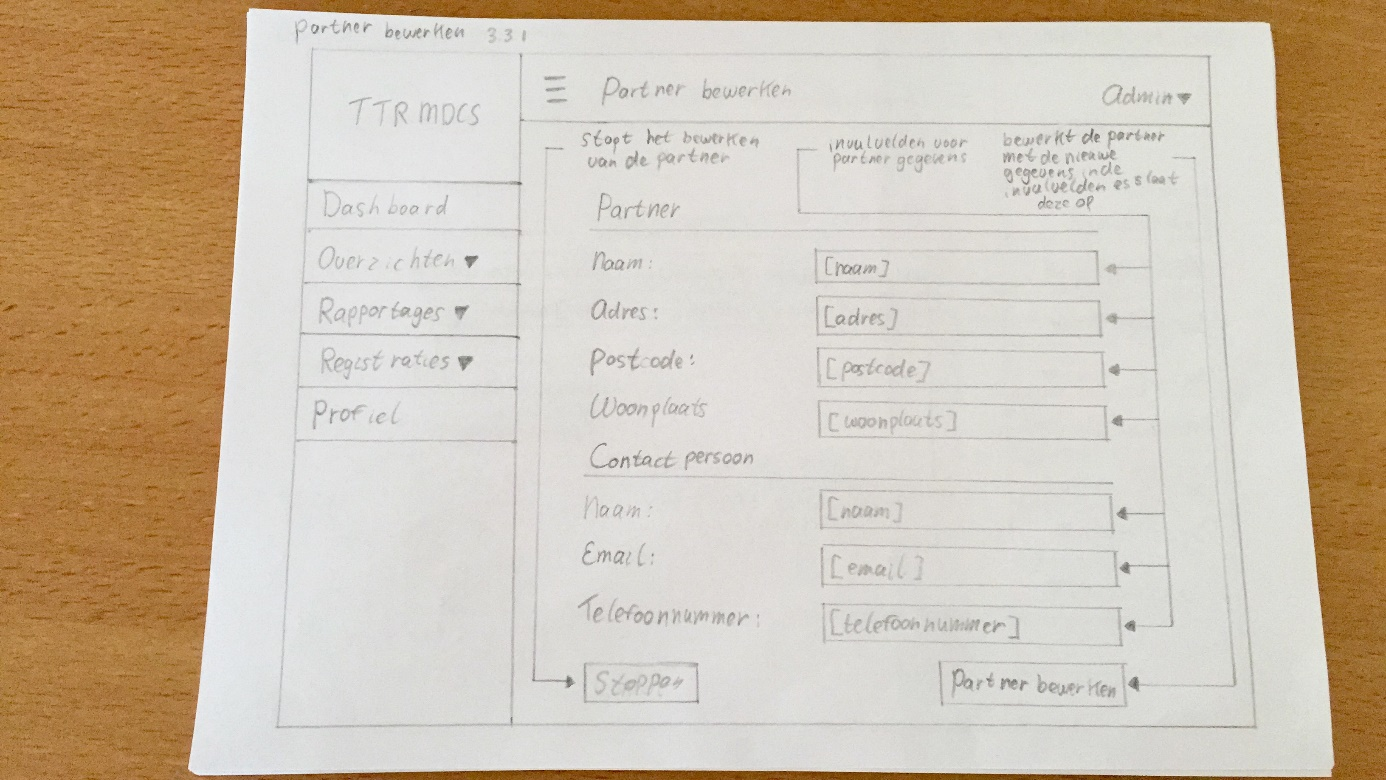 partner bewerken 3.3.1
TTR MDCS
Partner bewerken
Admin
stopt het bewerken
van de partner
invulvelden voor
partner gegevens
bewerkt de partner
met de nieuwe
gegevens in de
invulvelden es slaat
deze op
Dashboard
Overzichten
Rapportages
Registraties
Profiel
Partner
Naam: [naam]
Adres: [adres]
Postcode: [postcode]
Woonplaats [woonplaats]
Contact persoon
Naam: [naam]
Email: [email]
Telefoonnummer: [telefoonnummer]
Stoppen
Partner bewerken